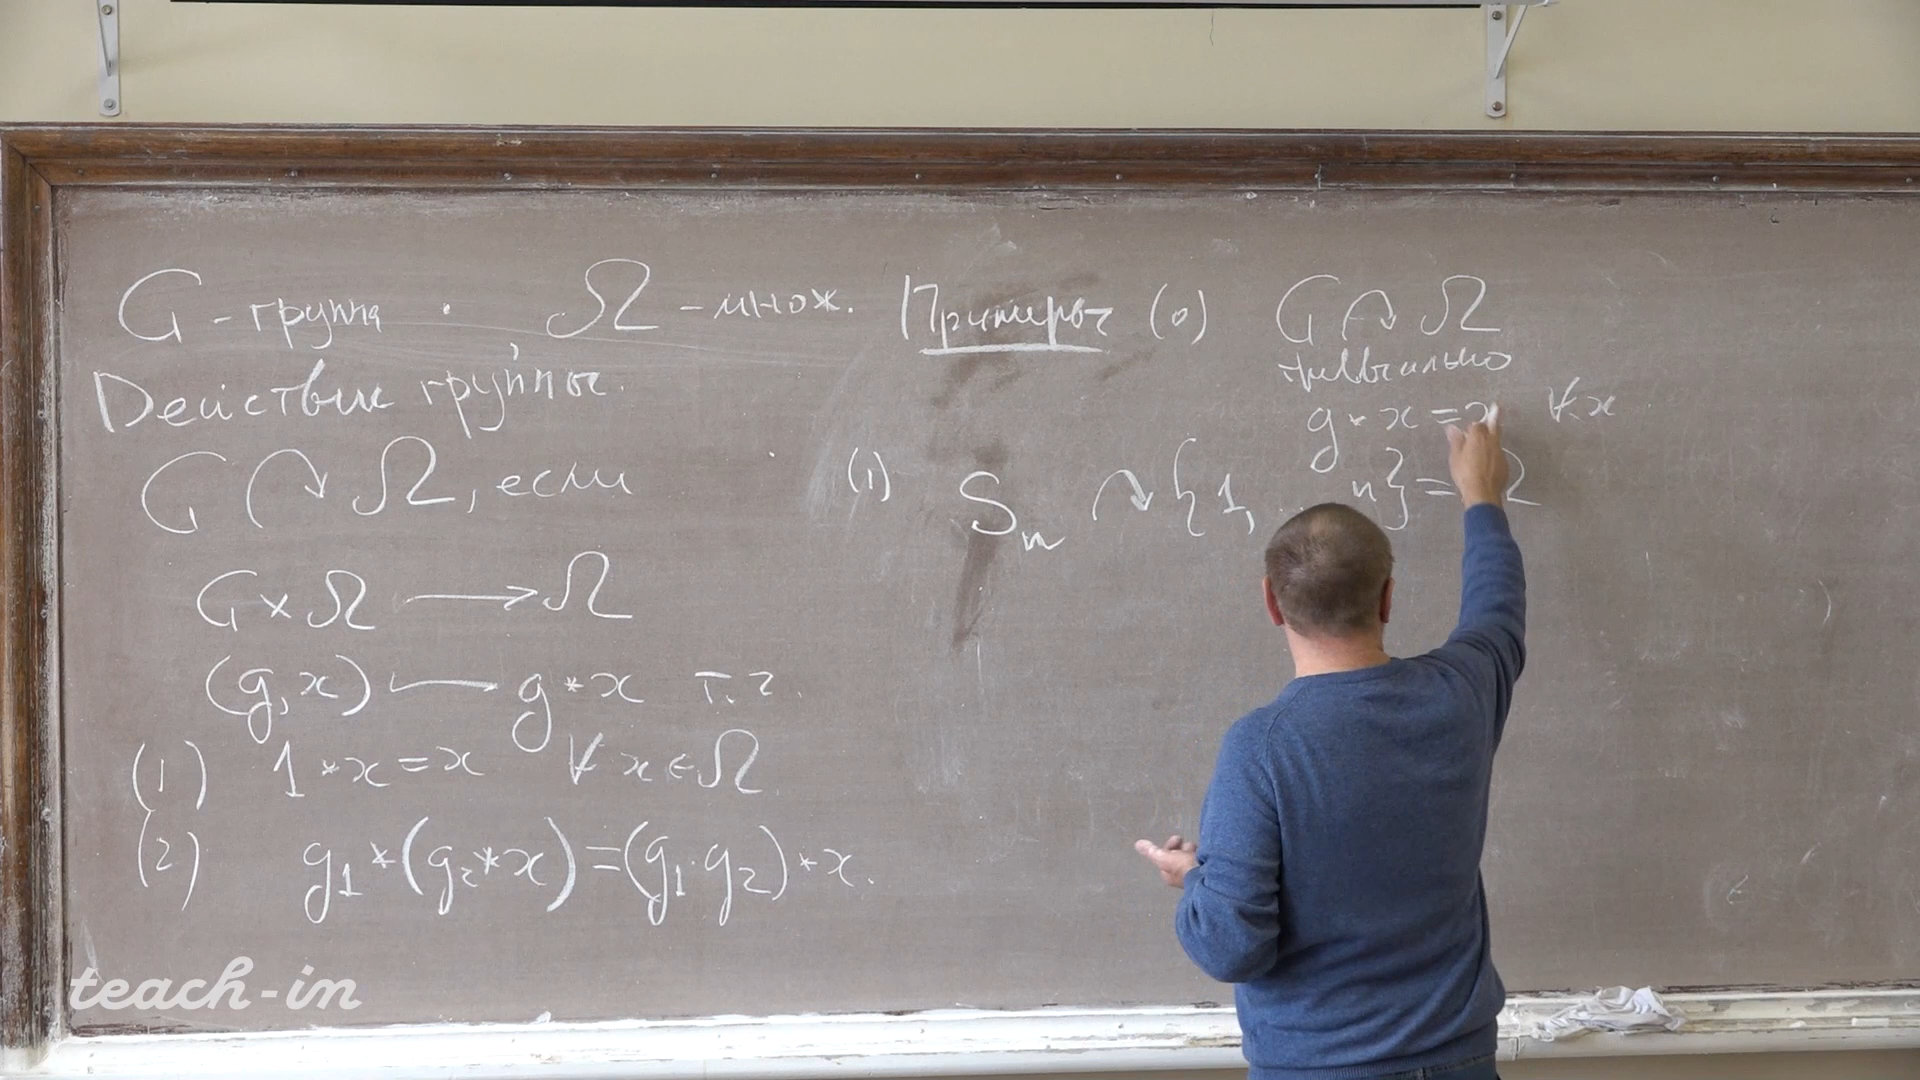 G - группа . Ω - множ.
Действие группы.
G ↷ Ω, если
G × Ω ⟶ Ω
(g, x) ⟼ g * x т.ч.
(1) 1 * x = x ∀ x ∈ Ω
(2) g₁ * (g₂ * x) = (g₁ · g₂) * x.
Примеры (0) G ↷ Ω
тривиально
g * x = x ∀ x
(1) Sₙ ↷ {1, n} = Ω
teach-in